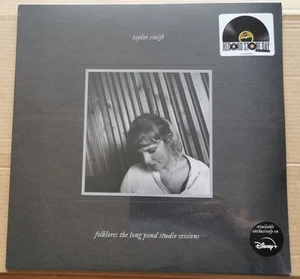 taylor swift
RECORD STORE DAY
folklore: the long pond studio sessions
available
exclusively on
Disney+